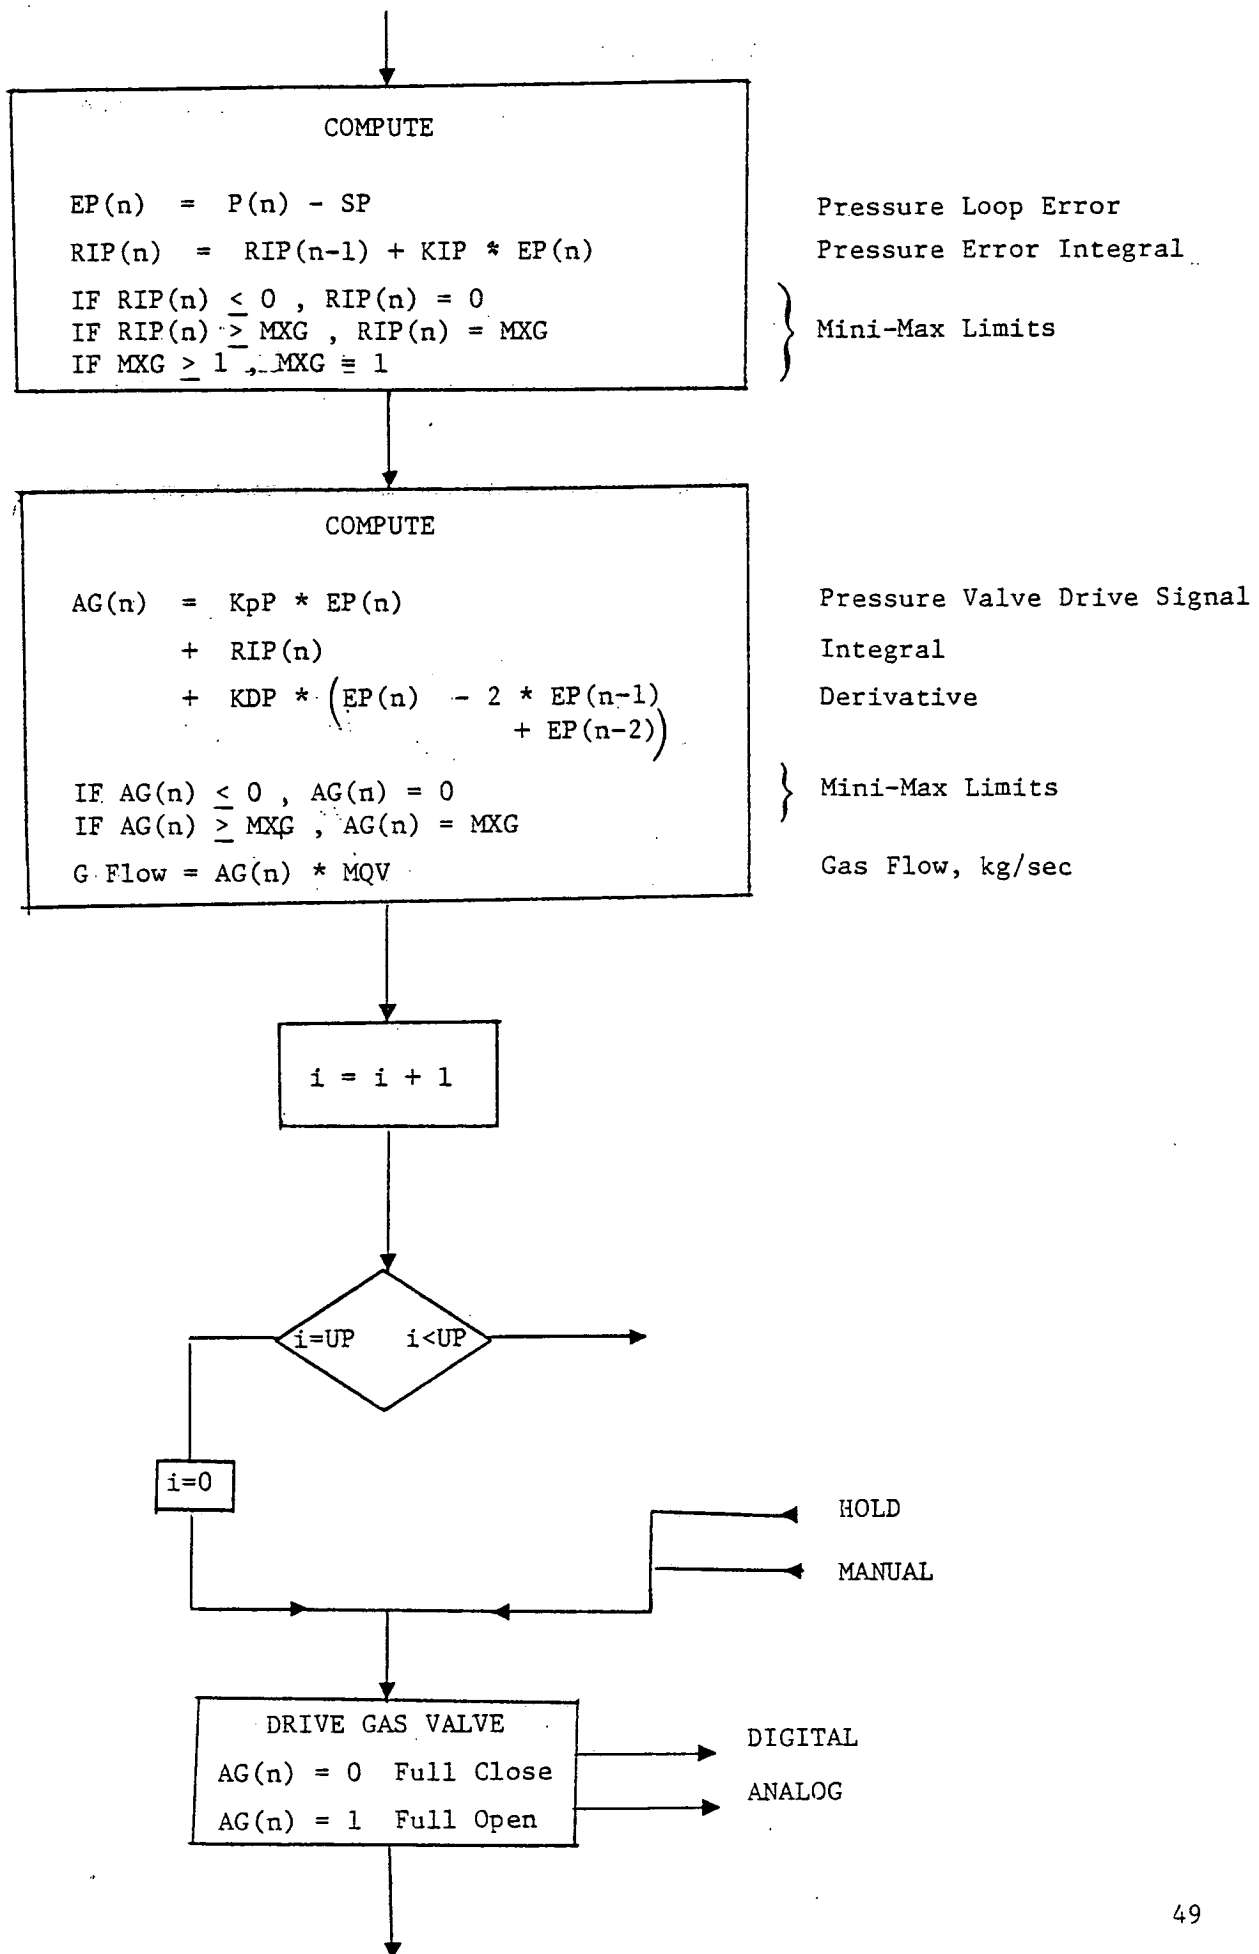 COMPUTE
EP(n) = P(n) - SP Pressure Loop Error
RIP(n) = RIP(n-1) + KIP * EP(n) Pressure Error Integral
IF RIP(n) ≤ 0 , RIP(n) = 0
IF RIP(n) ≥ MXG , RIP(n) = MXG } Mini-Max Limits
IF MXG ≥ 1 , MXG ≡ 1
COMPUTE
AG(n) = KpP * EP(n) Pressure Valve Drive Signal
+ RIP(n) Integral
+ KDP * (EP(n) - 2 * EP(n-1) Derivative
+ EP(n-2))
IF AG(n) ≤ 0 , AG(n) = 0 } Mini-Max Limits
IF AG(n) ≥ MXG , AG(n) = MXG
G Flow = AG(n) * MQV Gas Flow, kg/sec
i = i + 1
i=UP i<UP
i=0
HOLD
MANUAL
DRIVE GAS VALVE
DIGITAL
AG(n) = 0 Full Close
ANALOG
AG(n) = 1 Full Open
49